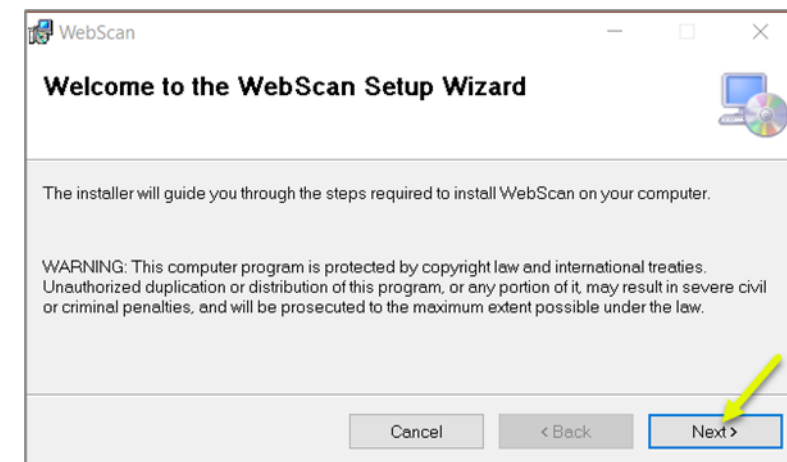 WebScan
Welcome to the WebScan Setup Wizard
The installer will guide you through the steps required to install WebScan on your computer.
WARNING: This computer program is protected by copyright law and international treaties.
Unauthorized duplication or distribution of this program, or any portion of it, may result in severe civil
or criminal penalties, and will be prosecuted to the maximum extent possible under the law.
Cancel < Back Next >